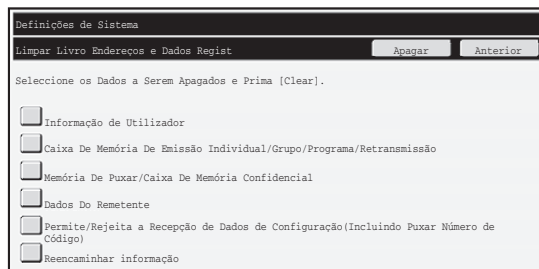 Definições de Sistema
Limpar Livro Endereços e Dados Regist
Apagar
Anterior
Seleccione os Dados a Serem Apagados e Prima [Clear].
Informação de Utilizador
Caixa De Memória De Emissão Individual/Grupo/Programa/Retransmissão
Memória De Puxar/Caixa De Memória Confidencial
Dados Do Remetente
Permite/Rejeita a Recepção de Dados de Configuração(Incluindo Puxar Número de
Código)
Reencaminhar informação